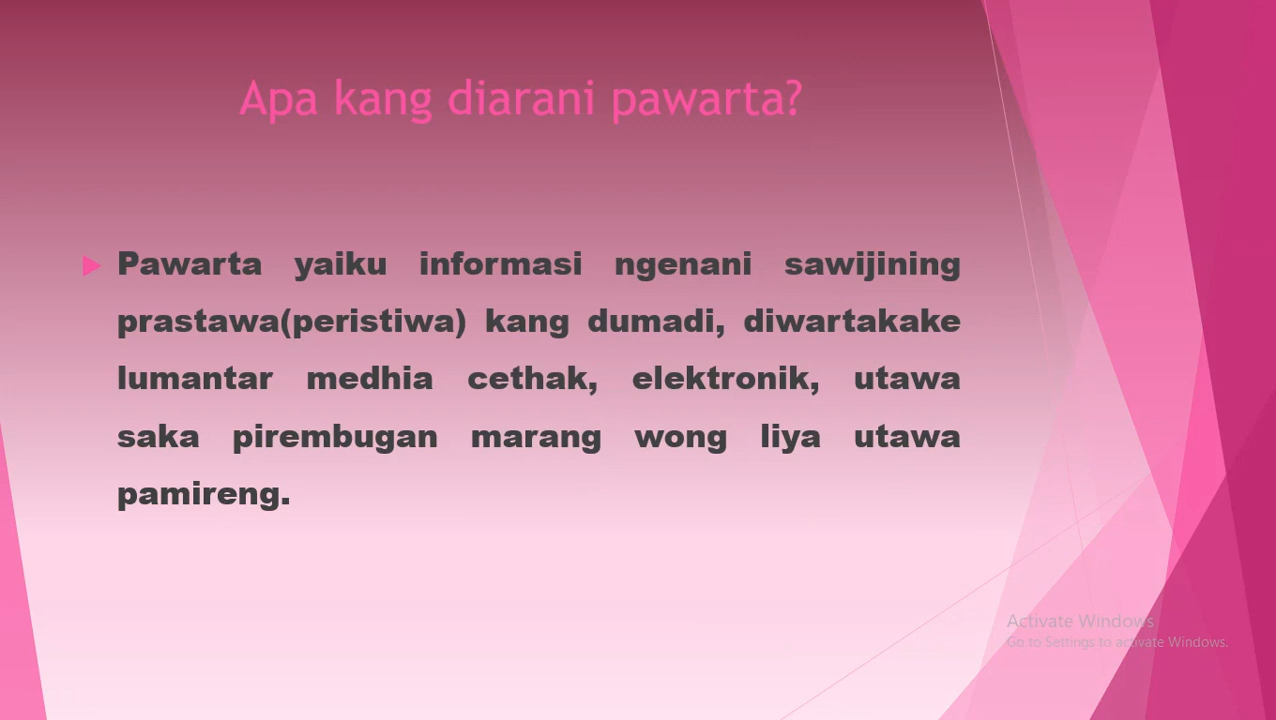 Apa kang diarani pawarta?
Pawarta yaiku informasi ngenani sawijining
prastawa(peristiwa) kang dumadi, diwartakake
lumantar medhia cethak, elektronik, utawa
saka pirembugan marang wong liya utawa
pamireng.
Activate Windows
Go to Settings to activate Windows.